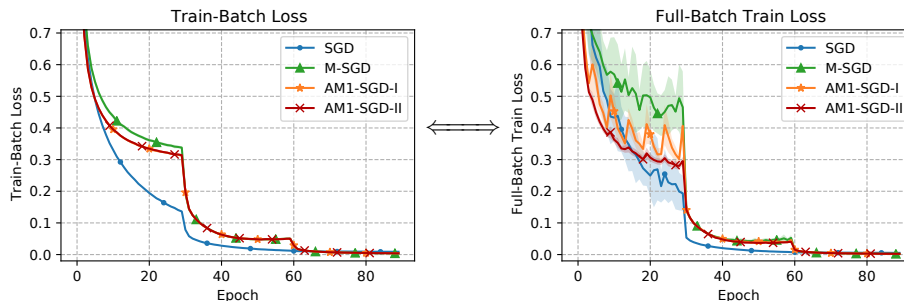 Train-Batch Loss
Train-Batch Loss
0.7
0.6
0.5
0.4
0.3
0.2
0.1
0.0
SGD
M-SGD
AM1-SGD-I
AM1-SGD-II
0 20 40 60 80
Epoch
Full-Batch Train Loss
Full-Batch Train Loss
0.7
0.6
0.5
0.4
0.3
0.2
0.1
0.0
SGD
M-SGD
AM1-SGD-I
AM1-SGD-II
0 20 40 60 80
Epoch